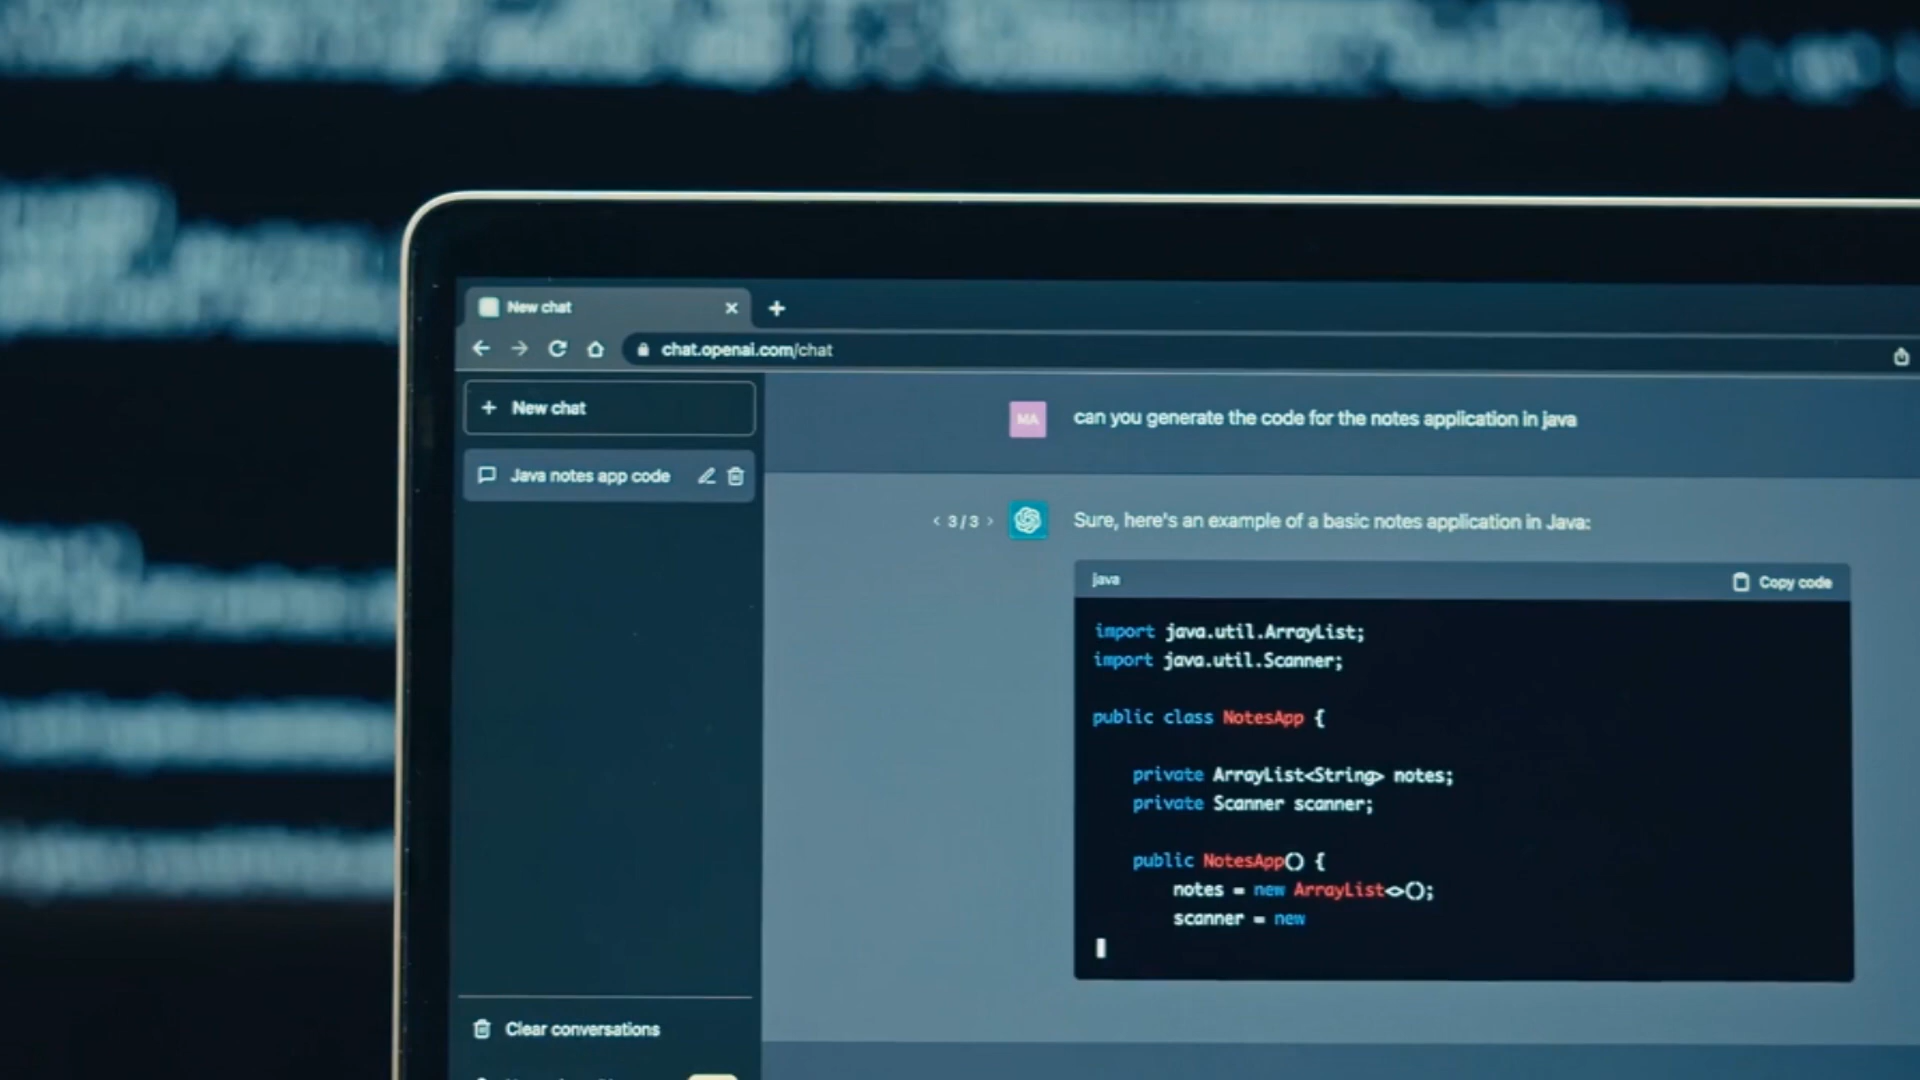 New chat
chat.openai.com/chat
New chat
Java notes app code
Clear conversations
MA
can you generate the code for the notes application in java
< 3 / 3 >
Sure, here's an example of a basic notes application in Java:
java
Copy code
import java.util.ArrayList;
import java.util.Scanner;
public class NotesApp {
private ArrayList<String> notes;
private Scanner scanner;
public NotesApp() {
notes = new ArrayList<>();
scanner = new